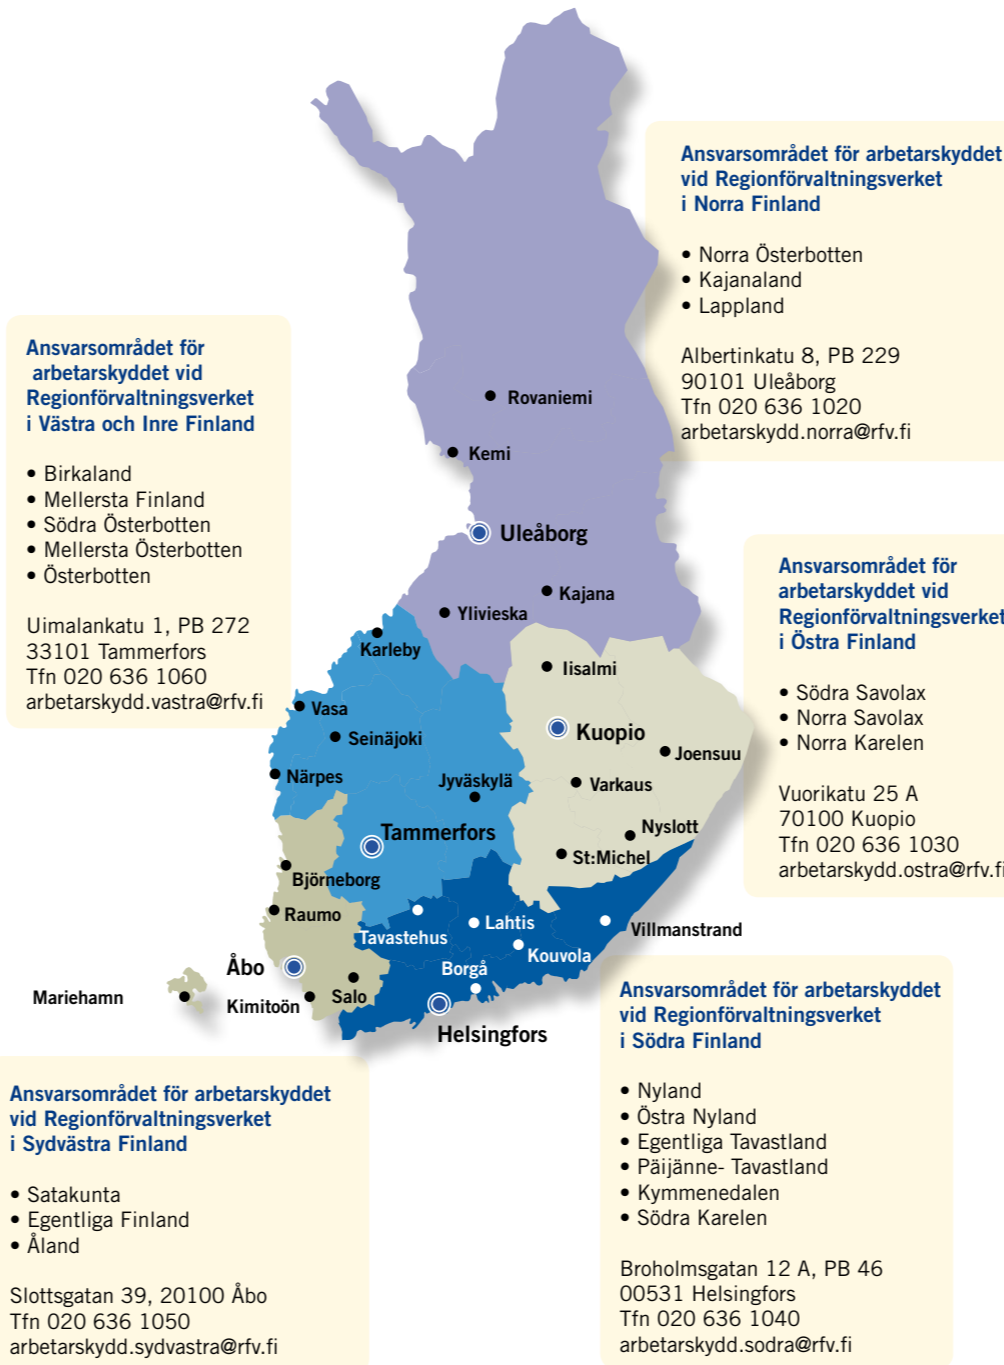 Ansvarsområdet för arbetarskyddet
vid Regionförvaltningsverket
i Norra Finland
• Norra Österbotten
• Kajanaland
• Lappland
Albertinkatu 8, PB 229
90101 Uleåborg
Tfn 020 636 1020
arbetarskydd.norra@rfv.fi
Ansvarsområdet för
arbetarskyddet vid
Regionförvaltningsverket
i Västra och Inre Finland
• Birkaland
• Mellersta Finland
• Södra Österbotten
• Mellersta Österbotten
• Österbotten
Uimalankatu 1, PB 272
33101 Tammerfors
Tfn 020 636 1060
arbetarskydd.vastra@rfv.fi
Rovaniemi
Kemi
Uleåborg
Kajana
Ylivieska
Karleby
Iisalmi
Vasa
Seinäjoki
Kuopio
Joensuu
Närpes
Jyväskylä
Varkaus
Tammerfors
Nyslott
St:Michel
Björneborg
Raumo
Tavastehus
Lahtis
Villmanstrand
Kouvola
Åbo
Borgå
Mariehamn
Kimitoön
Salo
Helsingfors
Ansvarsområdet för
arbetarskyddet vid
Regionförvaltningsverket
i Östra Finland
• Södra Savolax
• Norra Savolax
• Norra Karelen
Vuorikatu 25 A
70100 Kuopio
Tfn 020 636 1030
arbetarskydd.ostra@rfv.fi
Ansvarsområdet för arbetarskyddet
vid Regionförvaltningsverket
i Södra Finland
• Nyland
• Östra Nyland
• Egentliga Tavastland
• Päijänne- Tavastland
• Kymmenedalen
• Södra Karelen
Broholmsgatan 12 A, PB 46
00531 Helsingfors
Tfn 020 636 1040
arbetarskydd.sodra@rfv.fi
Ansvarsområdet för arbetarskyddet
vid Regionförvaltningsverket
i Sydvästra Finland
• Satakunta
• Egentliga Finland
• Åland
Slottsgatan 39, 20100 Åbo
Tfn 020 636 1050
arbetarskydd.sydvastra@rfv.fi